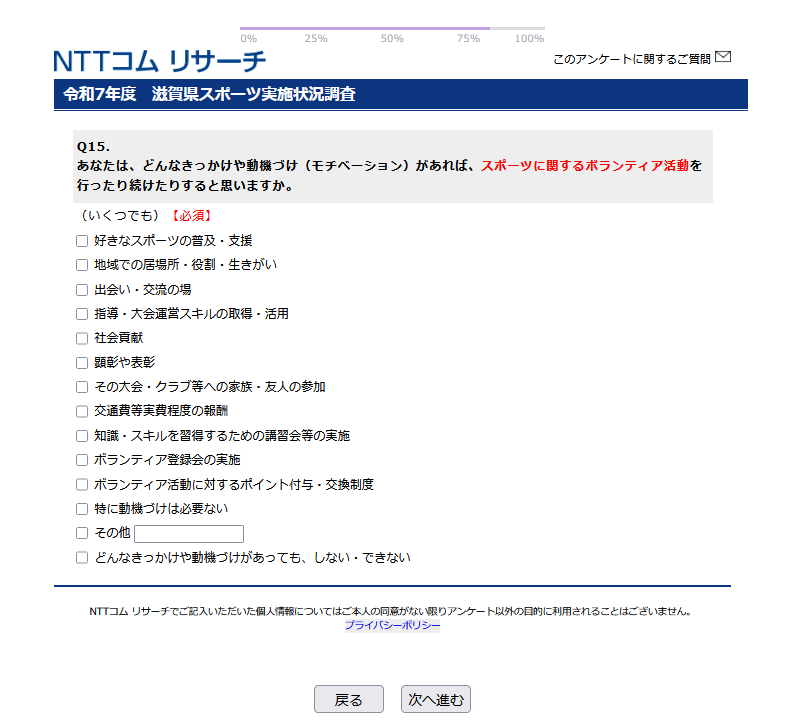 0% 25% 50% 75% 100%
NTTコム リサーチ
このアンケートに関するご質問
令和7年度　滋賀県スポーツ実施状況調査
Q15.
あなたは、どんなきっかけや動機づけ（モチベーション）があれば、スポーツに関するボランティア活動を
行ったり続けたりすると思いますか。
（いくつでも）【必須】
好きなスポーツの普及・支援
地域での居場所・役割・生きがい
出会い・交流の場
指導・大会運営スキルの取得・活用
社会貢献
顕彰や表彰
その大会・クラブ等への家族・友人の参加
交通費等実費程度の報酬
知識・スキルを習得するための講習会等の実施
ボランティア登録会の実施
ボランティア活動に対するポイント付与・交換制度
特に動機づけは必要ない
その他
どんなきっかけや動機づけがあっても、しない・できない
NTTコム リサーチでご記入いただいた個人情報についてはご本人の同意がない限りアンケート以外の目的に利用されることはございません。
プライバシーポリシー
戻る 次へ進む